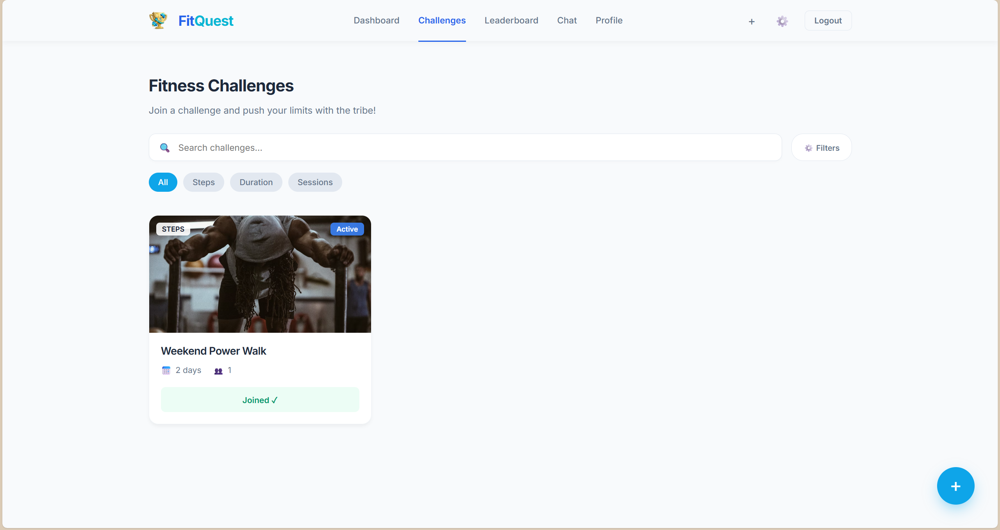 FitQuest
Dashboard
Challenges
Leaderboard
Chat
Profile
+
Logout
Fitness Challenges
Join a challenge and push your limits with the tribe!
Search challenges...
Filters
All
Steps
Duration
Sessions
STEPS
Active
Weekend Power Walk
2 days
1
Joined ✓
+